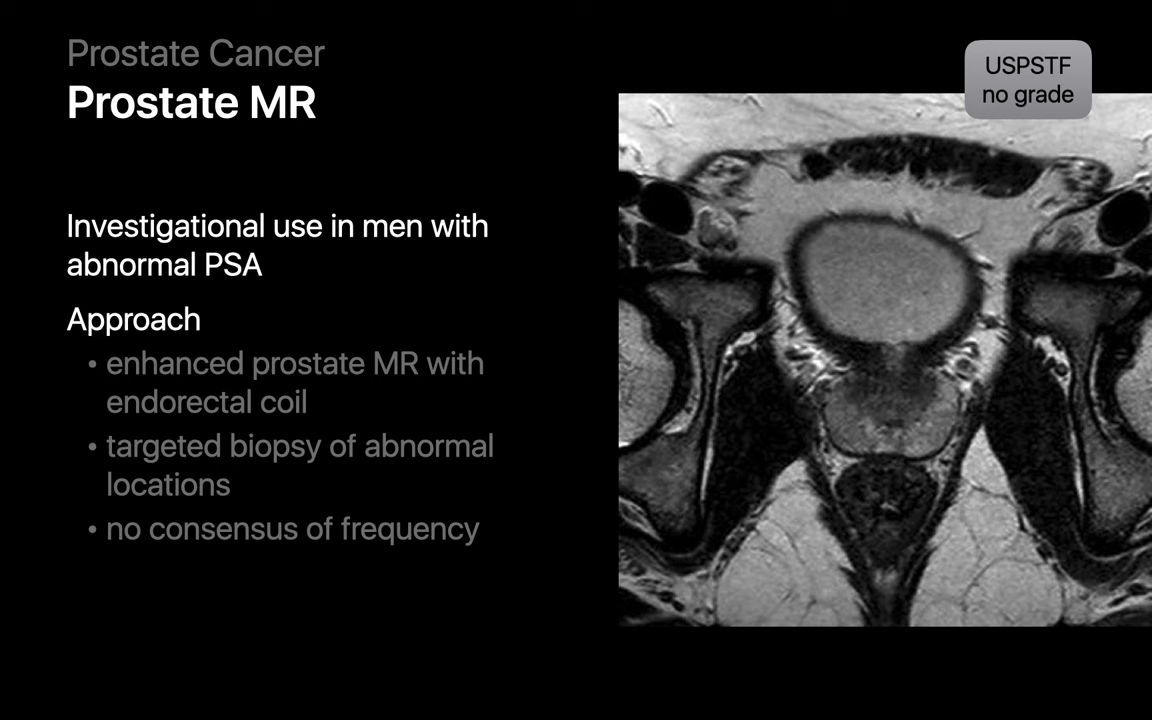 Prostate Cancer
Prostate MR
USPSTF
no grade
Investigational use in men with
abnormal PSA
Approach
• enhanced prostate MR with
endorectal coil
• targeted biopsy of abnormal
locations
• no consensus of frequency